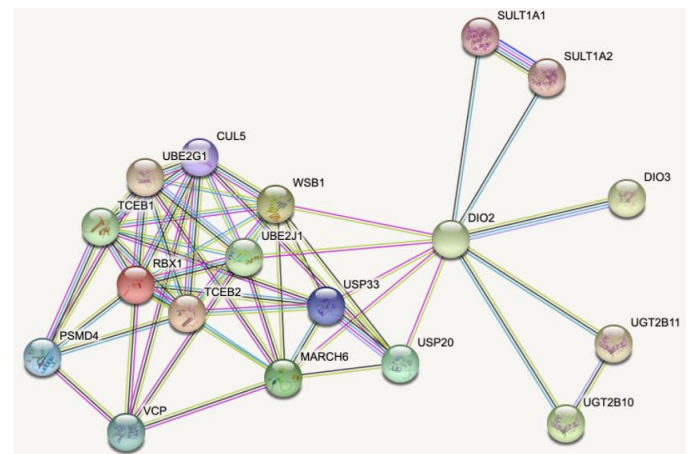 SULT1A1
SULT1A2
CUL5
UBE2G1
DIO3
WSB1
TCEB1
DIO2
UBE2J1
RBX1
USP33
TCEB2
UGT2B11
PSMD4
USP20
MARCH6
UGT2B10
VCP